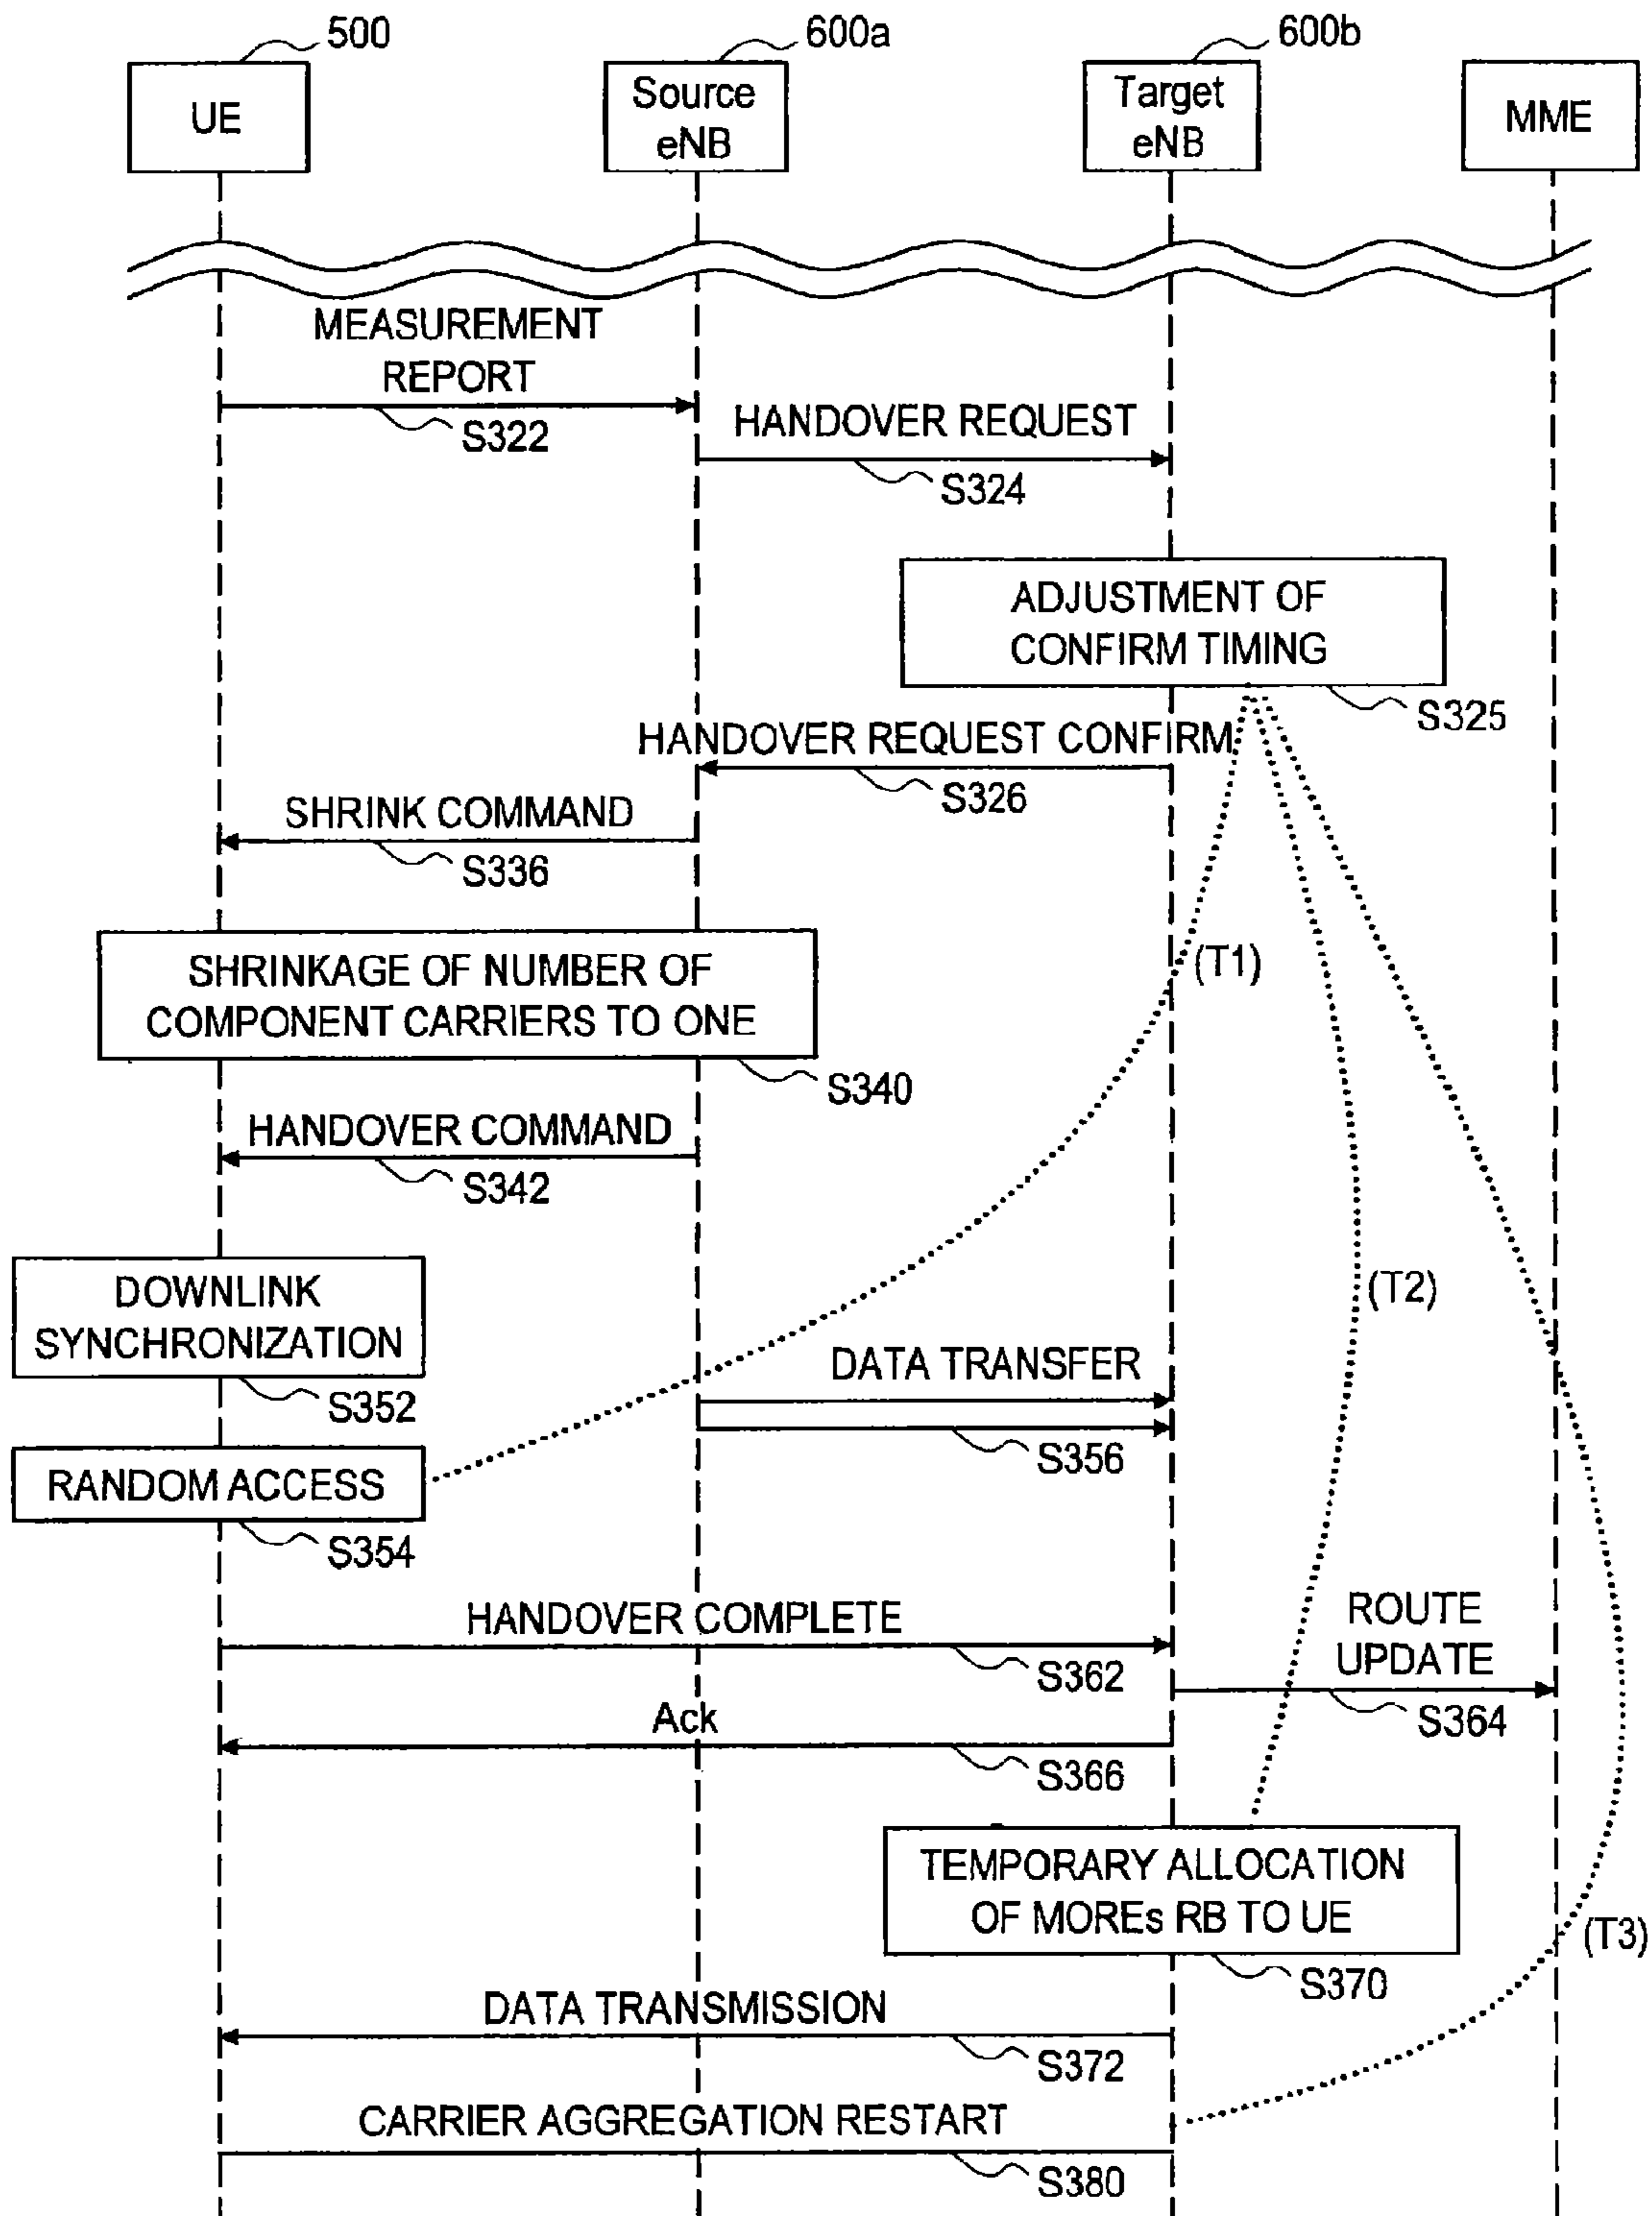 500
600a
600b
UE
Source
eNB
Target
eNB
MME
MEASUREMENT
REPORT
S322
HANDOVER REQUEST
S324
ADJUSTMENT OF
CONFIRM TIMING
S325
HANDOVER REQUEST CONFIRM
S326
SHRINK COMMAND
S336
(T1)
SHRINKAGE OF NUMBER OF
COMPONENT CARRIERS TO ONE
S340
HANDOVER COMMAND
S342
DOWNLINK
SYNCHRONIZATION
S352
(T2)
DATA TRANSFER
S356
RANDOM ACCESS
S354
HANDOVER COMPLETE
S362
ROUTE
UPDATE
S364
Ack
S366
TEMPORARY ALLOCATION
OF MOREs RB TO UE
S370
(T3)
DATA TRANSMISSION
S372
CARRIER AGGREGATION RESTART
S380